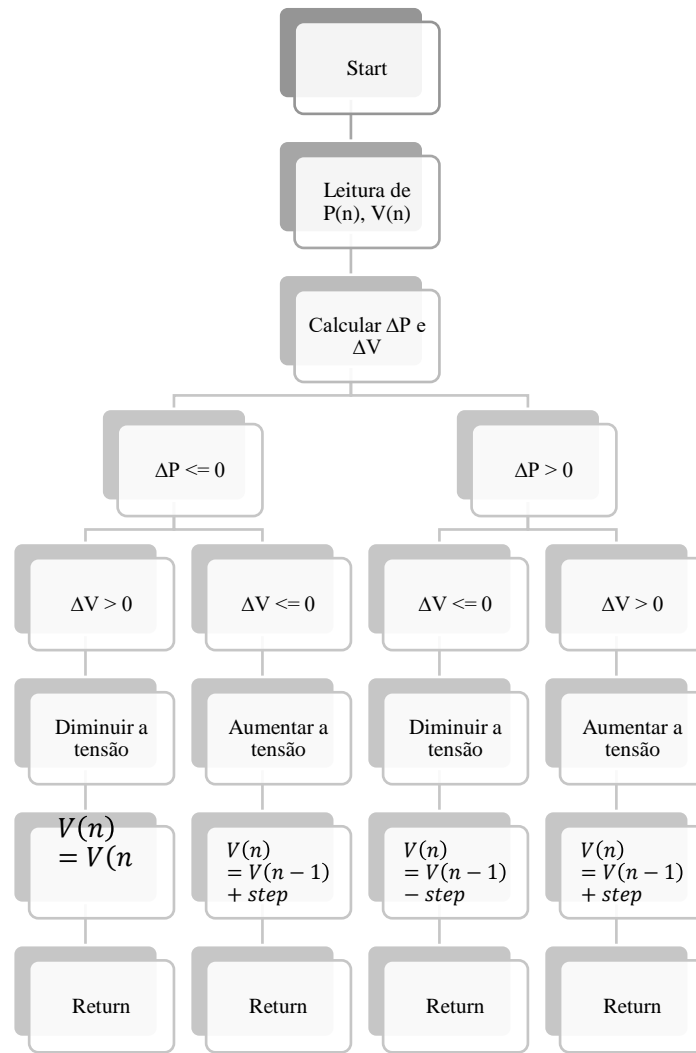 Start
Leitura de
P(n), V(n)
Calcular ΔP e
ΔV
ΔP <= 0
ΔP > 0
ΔV > 0
ΔV <= 0
ΔV <= 0
ΔV > 0
Diminuir a
tensão
Aumentar a
tensão
Diminuir a
tensão
Aumentar a
tensão
V(n)
= V(n
V(n)
= V(n − 1)
+ step
V(n)
= V(n − 1)
− step
V(n)
= V(n − 1)
+ step
Return
Return
Return
Return